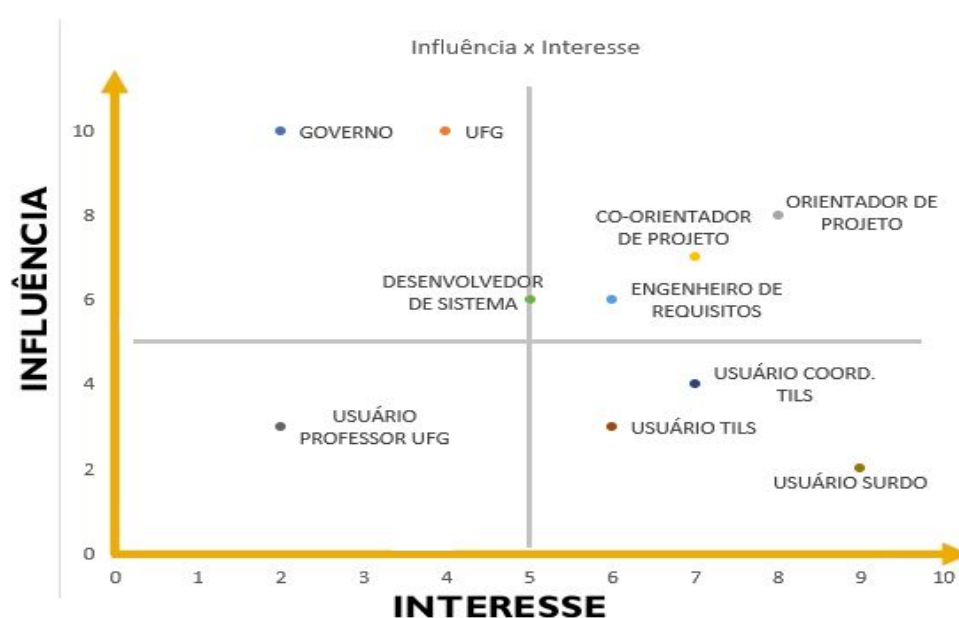 Influência x Interesse
INFLUÊNCIA
10
8
6
4
2
0
GOVERNO
UFG
ORIENTADOR DE
PROJETO
CO-ORIENTADOR
DE PROJETO
DESENVOLVEDOR
DE SISTEMA
ENGENHEIRO DE
REQUISITOS
USUÁRIO COORD.
TILS
USUÁRIO
PROFESSOR UFG
USUÁRIO TILS
USUÁRIO SURDO
0 1 2 3 4 5 6 7 8 9 10
INTERESSE